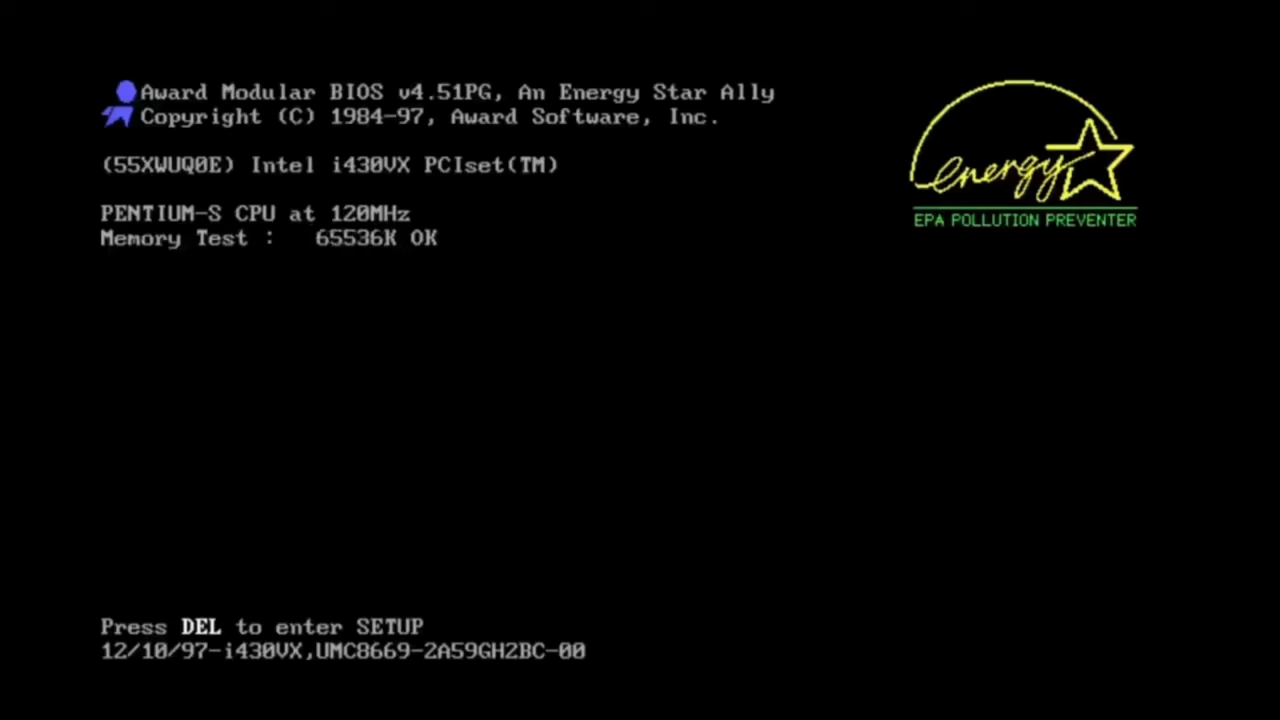 Award Modular BIOS v4.51PG, An Energy Star Ally
Copyright (C) 1984-97, Award Software, Inc.
energy
EPA POLLUTION PREVENTER
(55XWUQ0E) Intel i430VX PCIset(TM)
PENTIUM-S CPU at 120MHz
Memory Test :   65536K OK
Press DEL to enter SETUP
12/10/97-i430VX,UMC8669-2A59GH2BC-00